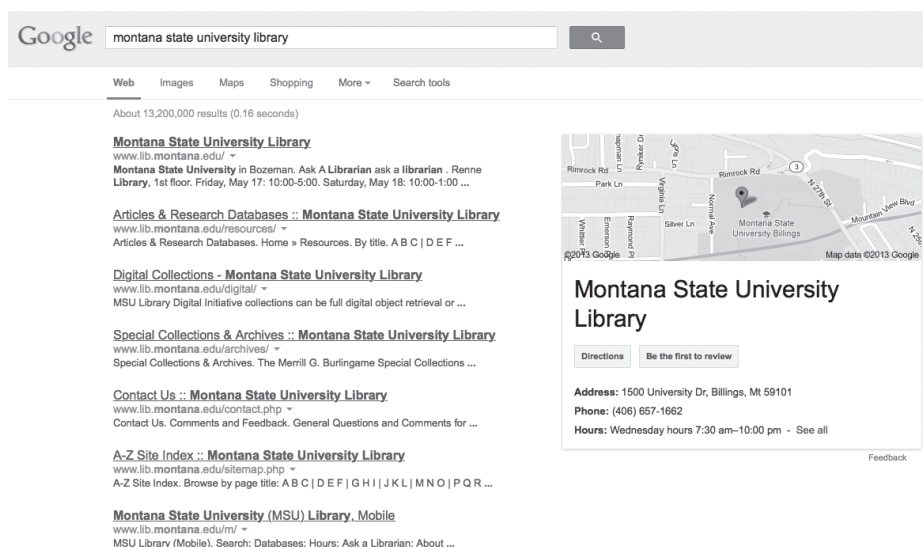 Google
montana state university library
Web Images Maps Shopping More Search tools
About 13,200,000 results (0.16 seconds)
Montana State University Library
www.lib.montana.edu/
Montana State University in Bozeman. Ask A Librarian ask a librarian . Renne
Library, 1st floor. Friday, May 17: 10:00-5:00. Saturday, May 18: 10:00-1:00 ...
Articles & Research Databases :: Montana State University Library
www.lib.montana.edu/resources/
Articles & Research Databases. Home » Resources. By title. A B C | D E F ...
Digital Collections - Montana State University Library
www.lib.montana.edu/digital/
MSU Library Digital Initiative collections can be full digital object retrieval or ...
Special Collections & Archives :: Montana State University Library
www.lib.montana.edu/archives/
Special Collections & Archives. The Merrill G. Burlingame Special Collections ...
Contact Us :: Montana State University Library
www.lib.montana.edu/contact.php
Contact Us. Comments and Feedback. General Questions and Comments for ...
A-Z Site Index :: Montana State University Library
www.lib.montana.edu/sitemap.php
A-Z Site Index. Browse by page title: A B C | D E F | G H I | J K L | M N O | P Q R ...
Montana State University (MSU) Library, Mobile
www.lib.montana.edu/m/
MSU Library (Mobile). Search: Databases: Hours: Ask a Librarian: About ...
Rimrock Rd
Rimrock Rd
3
Park Ln
Virginia Ln
Normal Ave
N 27th St
Silver Ln
Raymond Pl
Montana State
University Billings
Mountain View Blvd
©2013 Google
Map data ©2013 Google
Montana State University
Library
Directions
Be the first to review
Address: 1500 University Dr, Billings, Mt 59101
Phone: (406) 657-1662
Hours: Wednesday hours 7:30 am–10:00 pm - See all
Feedback